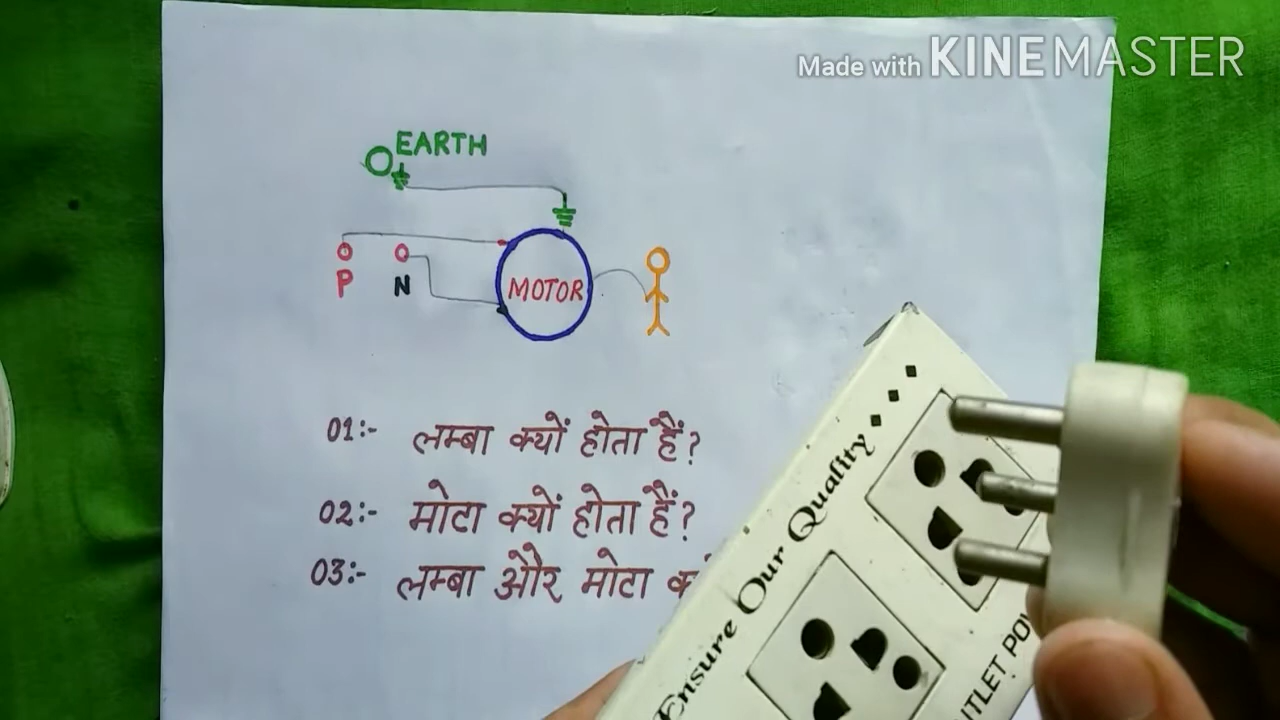 Made with KINEMASTER
EARTH
P N MOTOR
01:- लम्बा क्यों होता हैं?
02:- मोटा क्यों होता हैं?
03:- लम्बा और मोटा
Ensure Our Quality